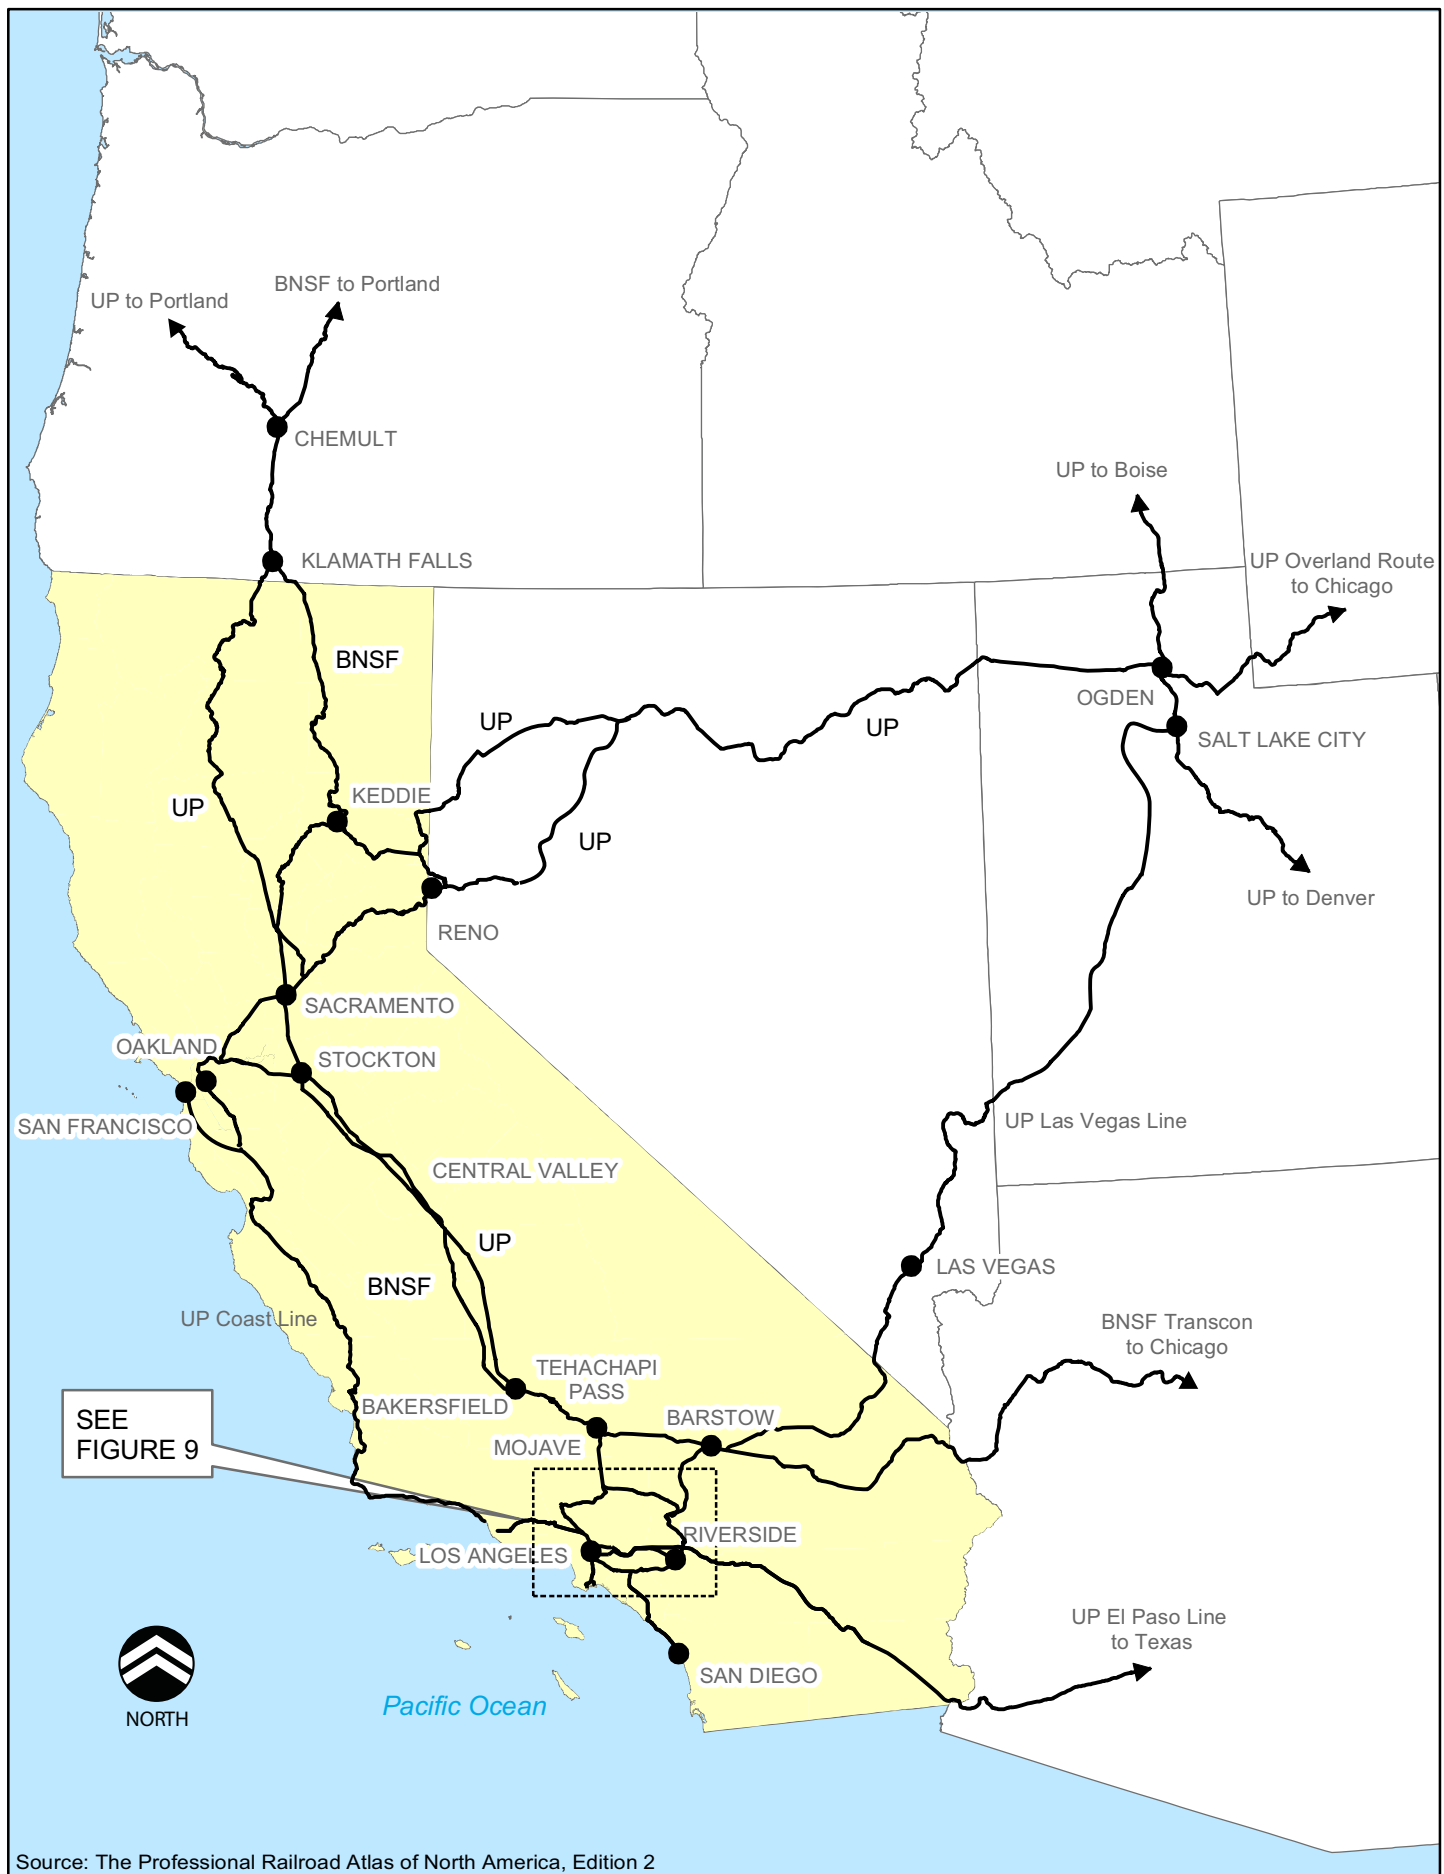 BNSF to Portland
UP to Portland
CHEMULT
UP to Boise
KLAMATH FALLS
UP Overland Route
to Chicago
BNSF
OGDEN
UP
UP
SALT LAKE CITY
KEDDIE
UP
UP
UP to Denver
RENO
SACRAMENTO
OAKLAND
STOCKTON
SAN FRANCISCO
UP Las Vegas Line
CENTRAL VALLEY
UP
LAS VEGAS
BNSF
UP Coast Line
BNSF Transcon
to Chicago
TEHACHAPI
PASS
BAKERSFIELD
SEE
FIGURE 9
BARSTOW
MOJAVE
RIVERSIDE
LOS ANGELES
UP El Paso Line
to Texas
SAN DIEGO
Pacific Ocean
NORTH
Source: The Professional Railroad Atlas of North America, Edition 2